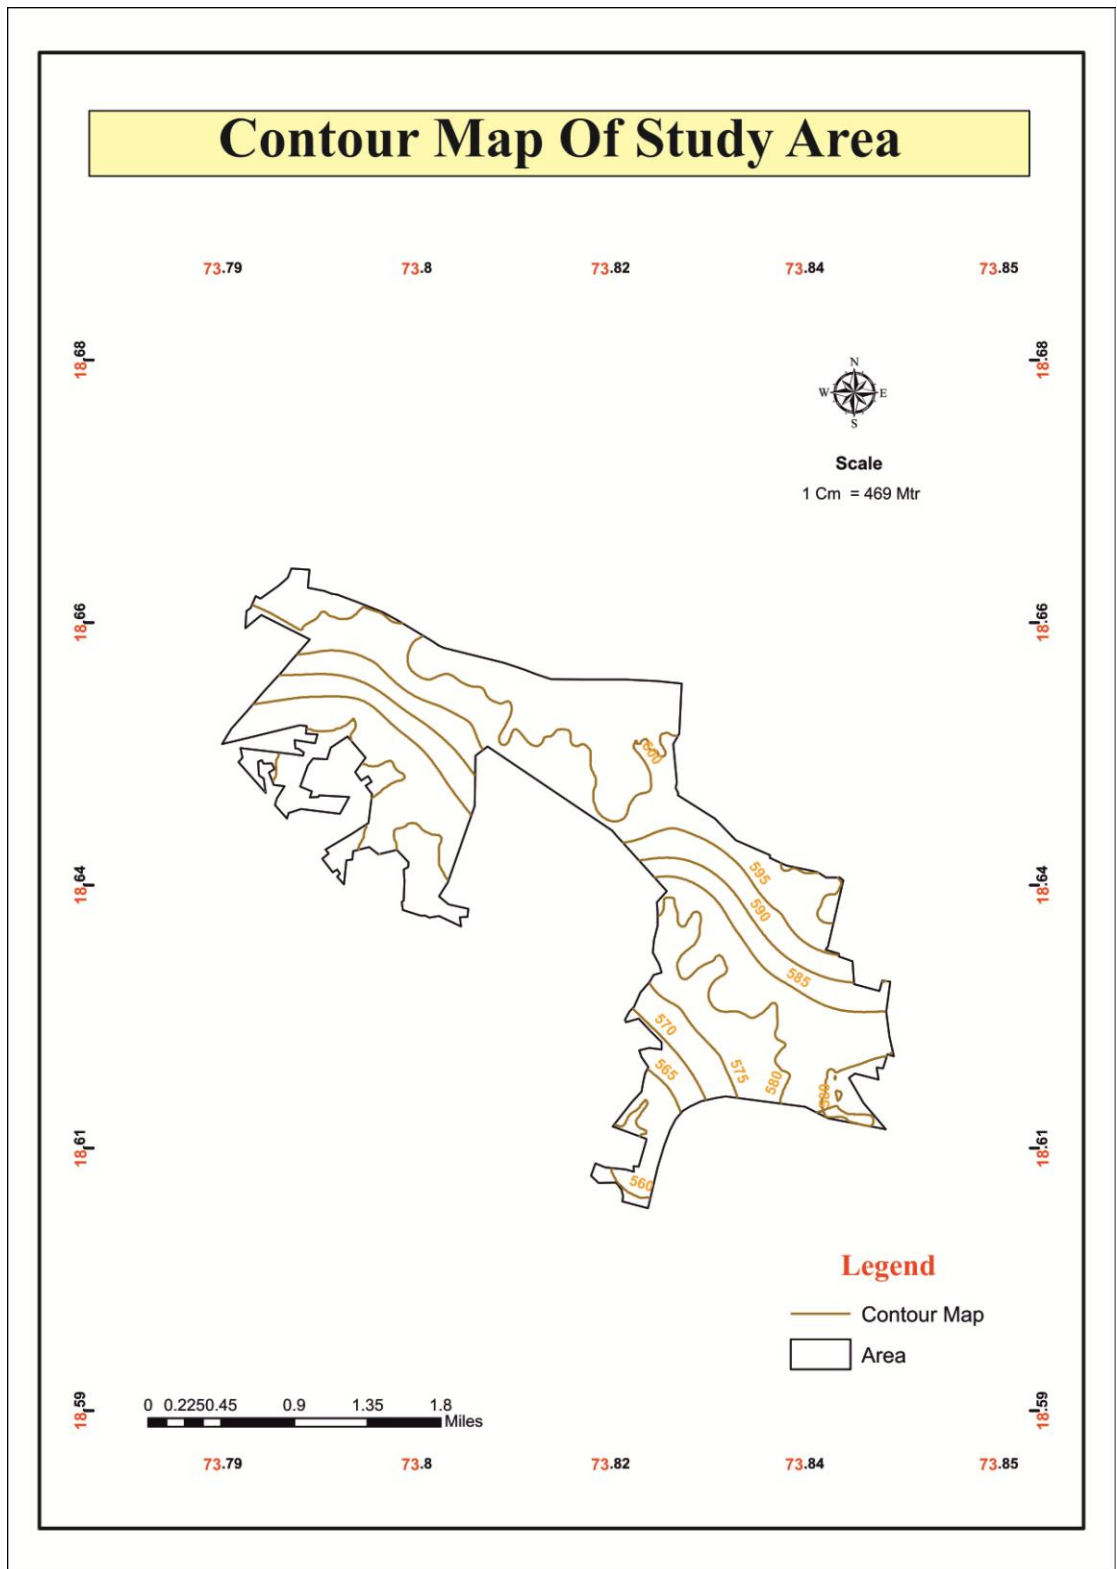 Contour Map Of Study Area
73.79 73.8 73.82 73.84 73.85
18.68 18.68
N
W E
S
Scale
1 Cm = 469 Mtr
18.66 18.66
600
595
18.64 18.64
590
585
570
575
565
580
580
18.61 18.61
560
Legend
Contour Map
Area
0 0.2250.45 0.9 1.35 1.8
Miles
18.59 18.59
73.79 73.8 73.82 73.84 73.85